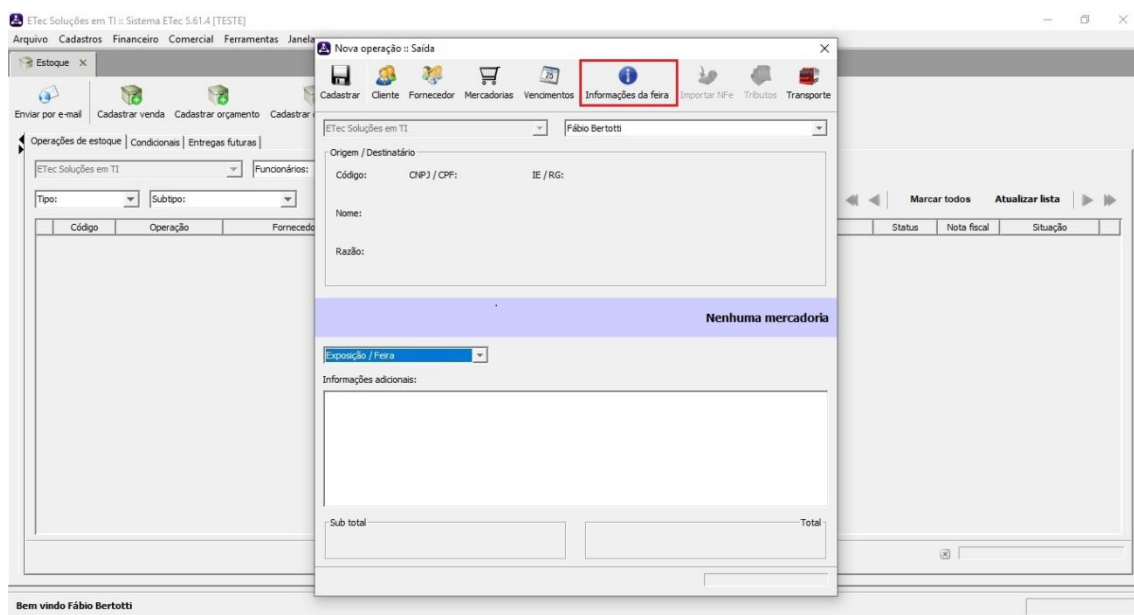 ETec Soluções em TI :: Sistema ETec 5.61.4 [TESTE]
Arquivo Cadastros Financeiro Comercial Ferramentas Janela
Estoque
Enviar por e-mail Cadastrar venda Cadastrar orçamento Cadastrar
Operações de estoque Condicionais Entregas futuras
ETec Soluções em TI Funcionários:
Tipo: Subtipo: Marcar todos Atualizar lista
Código Operação Fornecedo Status Nota fiscal Situação
Nova operação :: Saída
25
Cadastrar Cliente Fornecedor Mercadorias Vencimentos Informações da feira Importar NFe Tributos Transporte
ETec Soluções em TI Fábio Bertotti
Origem / Destinatário
Código: CNPJ / CPF: IE / RG:
Nome:
Razão:
Nenhuma mercadoria
Exposição / Feira
Informações adicionais:
Sub total Total
Bem vindo Fábio Bertotti